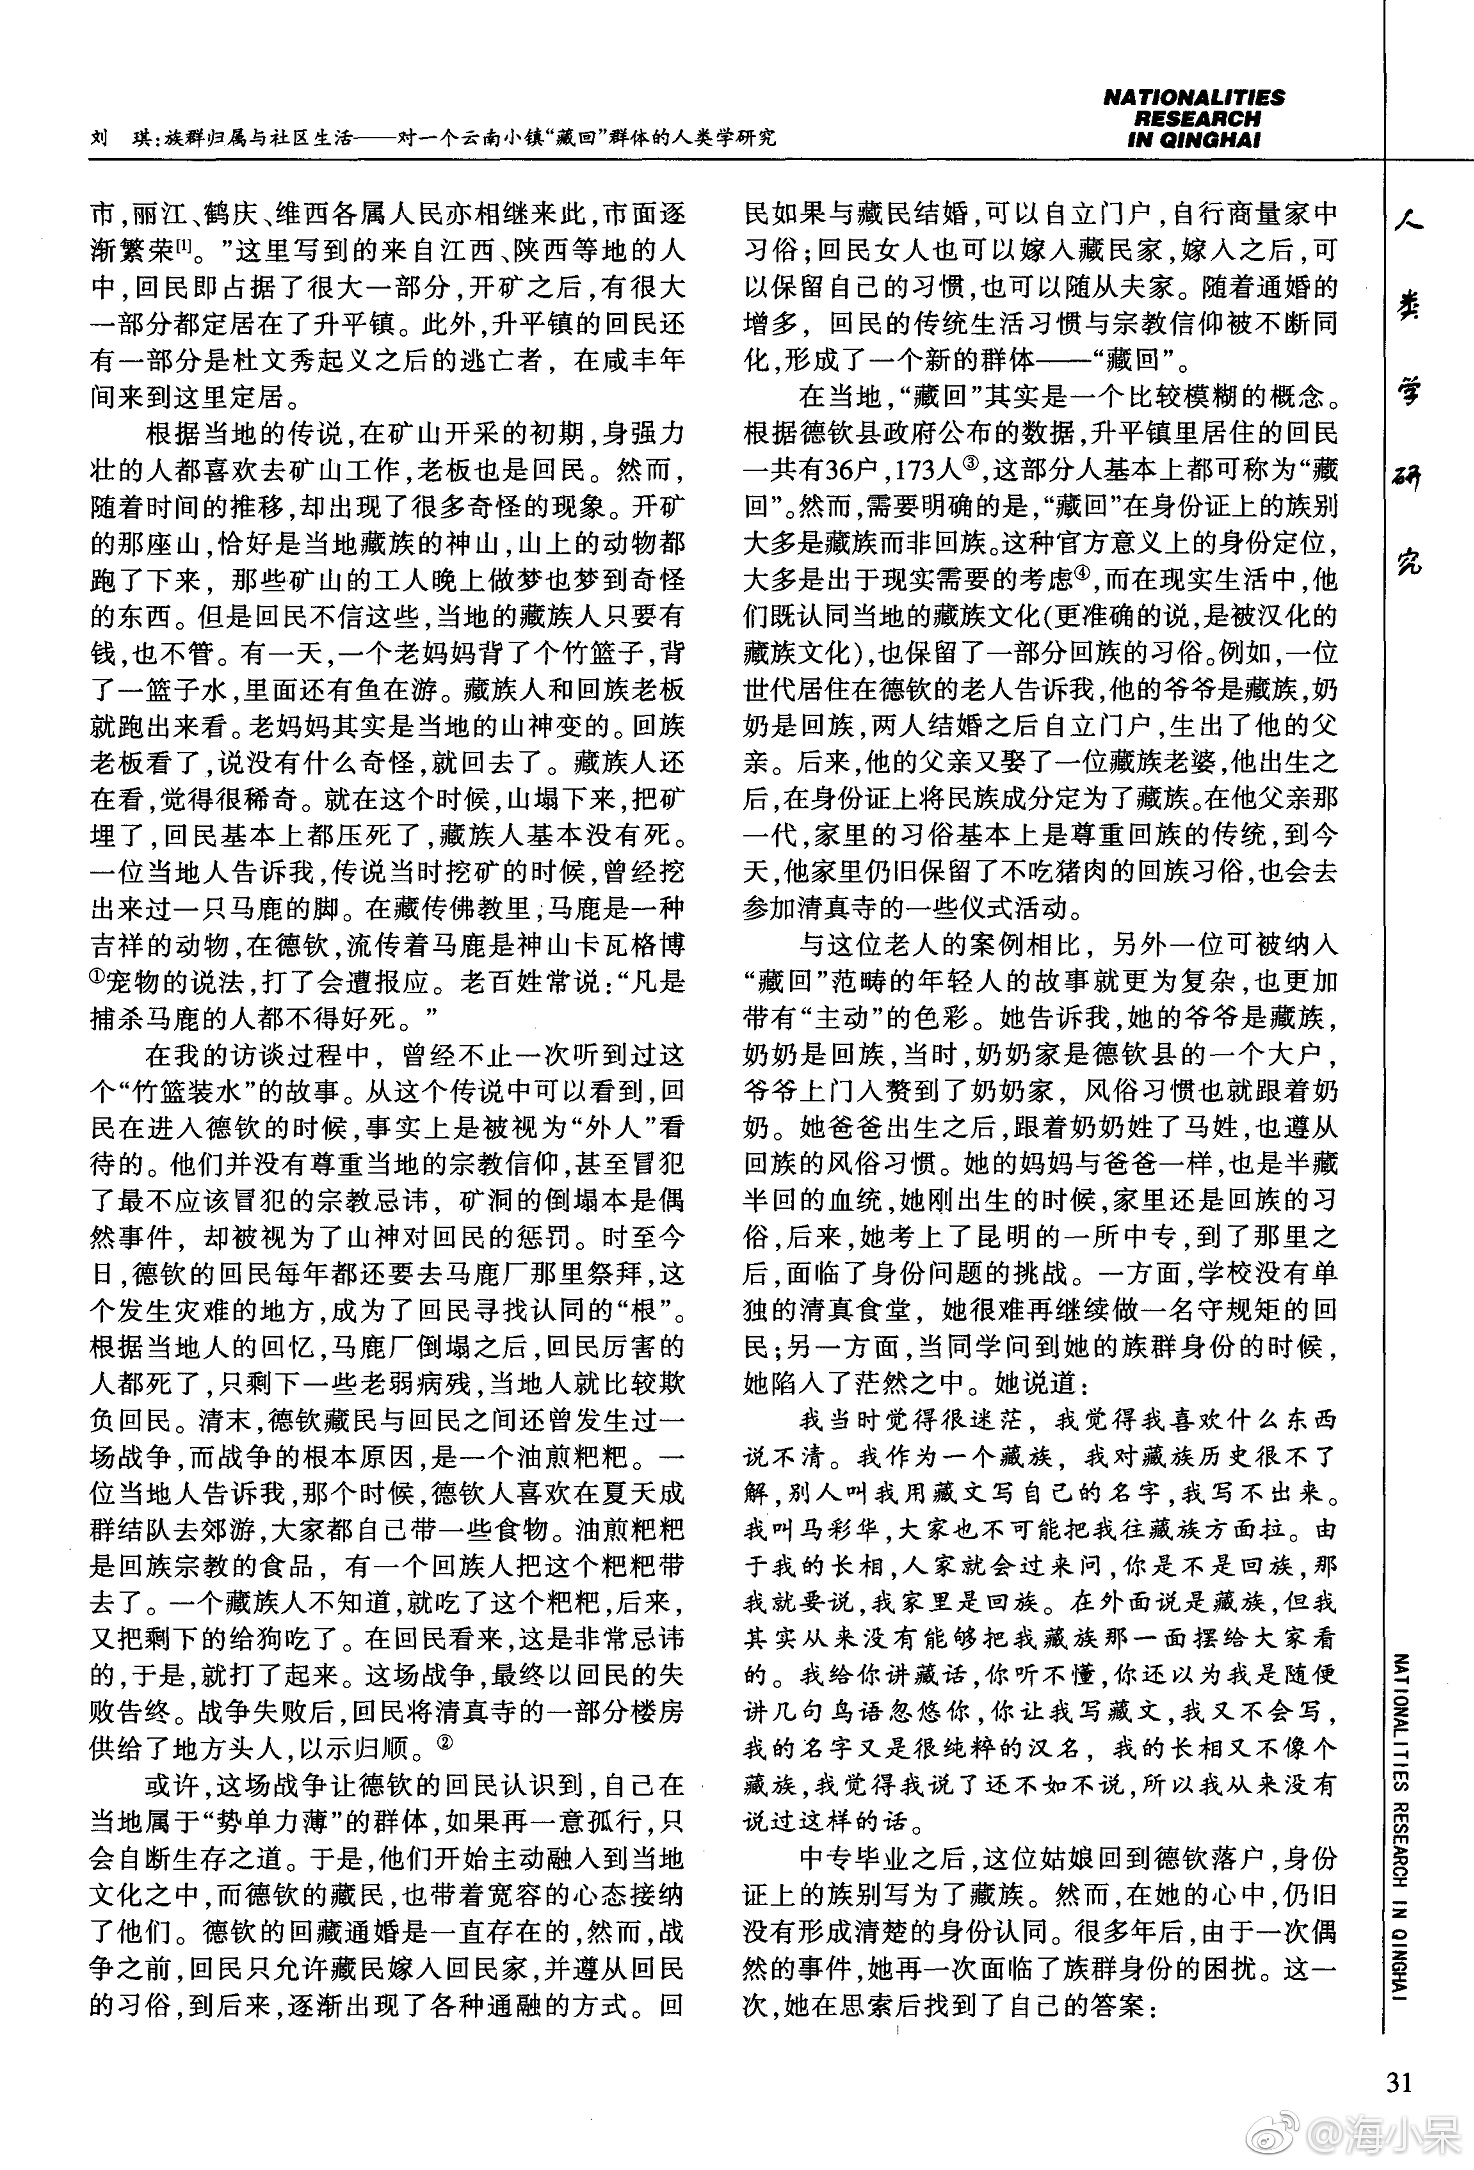 NATIONALITIES
RESEARCH
IN QINGHAI
刘　琪:族群归属与社区生活——对一个云南小镇“藏回”群体的人类学研究
市,丽江、鹤庆、维西各属人民亦相继来此,市面逐
渐繁荣[1]。”这里写到的来自江西、陕西等地的人
中,回民即占据了很大一部分,开矿之后,有很大
一部分都定居在了升平镇。此外,升平镇的回民还
有一部分是杜文秀起义之后的逃亡者，在咸丰年
间来到这里定居。
根据当地的传说,在矿山开采的初期,身强力
壮的人都喜欢去矿山工作,老板也是回民。然而,
随着时间的推移,却出现了很多奇怪的现象。开矿
的那座山,恰好是当地藏族的神山,山上的动物都
跑了下来，那些矿山的工人晚上做梦也梦到奇怪
的东西。但是回民不信这些,当地的藏族人只要有
钱,也不管。有一天,一个老妈妈背了个竹篮子,背
了一篮子水,里面还有鱼在游。藏族人和回族老板
就跑出来看。老妈妈其实是当地的山神变的。回族
老板看了,说没有什么奇怪,就回去了。藏族人还
在看,觉得很稀奇。就在这个时候,山塌下来,把矿
埋了,回民基本上都压死了,藏族人基本没有死。
一位当地人告诉我,传说当时挖矿的时候,曾经挖
出来过一只马鹿的脚。在藏传佛教里,马鹿是一种
吉祥的动物,在德钦,流传着马鹿是神山卡瓦格博
①宠物的说法,打了会遭报应。老百姓常说:“凡是
捕杀马鹿的人都不得好死。”
在我的访谈过程中，曾经不止一次听到过这
个“竹篮装水”的故事。从这个传说中可以看到,回
民在进入德钦的时候,事实上是被视为“外人”看
待的。他们并没有尊重当地的宗教信仰,甚至冒犯
了最不应该冒犯的宗教忌讳，矿洞的倒塌本是偶
然事件，却被视为了山神对回民的惩罚。时至今
日,德钦的回民每年都还要去马鹿厂那里祭拜,这
个发生灾难的地方,成为了回民寻找认同的“根”。
根据当地人的回忆,马鹿厂倒塌之后,回民厉害的
人都死了,只剩下一些老弱病残,当地人就比较欺
负回民。清末,德钦藏民与回民之间还曾发生过一
场战争,而战争的根本原因,是一个油煎粑粑。一
位当地人告诉我,那个时候,德钦人喜欢在夏天成
群结队去郊游,大家都自己带一些食物。油煎粑粑
是回族宗教的食品，有一个回族人把这个粑粑带
去了。一个藏族人不知道,就吃了这个粑粑,后来,
又把剩下的给狗吃了。在回民看来,这是非常忌讳
的,于是,就打了起来。这场战争,最终以回民的失
败告终。战争失败后,回民将清真寺的一部分楼房
供给了地方头人,以示归顺。②
或许,这场战争让德钦的回民认识到,自己在
当地属于“势单力薄”的群体,如果再一意孤行,只
会自断生存之道。于是,他们开始主动融入到当地
文化之中,而德钦的藏民,也带着宽容的心态接纳
了他们。德钦的回藏通婚是一直存在的,然而,战
争之前,回民只允许藏民嫁入回民家,并遵从回民
的习俗,到后来,逐渐出现了各种通融的方式。回
民如果与藏民结婚,可以自立门户,自行商量家中
习俗;回民女人也可以嫁入藏民家,嫁入之后,可
以保留自己的习惯,也可以随从夫家。随着通婚的
增多，回民的传统生活习惯与宗教信仰被不断同
化,形成了一个新的群体——“藏回”。
在当地,“藏回”其实是一个比较模糊的概念。
根据德钦县政府公布的数据,升平镇里居住的回民
一共有36户,173人③,这部分人基本上都可称为“藏
回”。然而,需要明确的是,“藏回”在身份证上的族别
大多是藏族而非回族。这种官方意义上的身份定位,
大多是出于现实需要的考虑④,而在现实生活中,他
们既认同当地的藏族文化(更准确的说,是被汉化的
藏族文化),也保留了一部分回族的习俗。例如,一位
世代居住在德钦的老人告诉我,他的爷爷是藏族,奶
奶是回族,两人结婚之后自立门户,生出了他的父
亲。后来,他的父亲又娶了一位藏族老婆,他出生之
后,在身份证上将民族成分定为了藏族。在他父亲那
一代,家里的习俗基本上是尊重回族的传统,到今
天,他家里仍旧保留了不吃猪肉的回族习俗,也会去
参加清真寺的一些仪式活动。
与这位老人的案例相比，另外一位可被纳入
“藏回”范畴的年轻人的故事就更为复杂,也更加
带有“主动”的色彩。她告诉我,她的爷爷是藏族,
奶奶是回族,当时,奶奶家是德钦县的一个大户,
爷爷上门入赘到了奶奶家，风俗习惯也就跟着奶
奶。她爸爸出生之后,跟着奶奶姓了马姓,也遵从
回族的风俗习惯。她的妈妈与爸爸一样,也是半藏
半回的血统,她刚出生的时候,家里还是回族的习
俗,后来,她考上了昆明的一所中专,到了那里之
后,面临了身份问题的挑战。一方面,学校没有单
独的清真食堂，她很难再继续做一名守规矩的回
民;另一方面,当同学问到她的族群身份的时候,
她陷入了茫然之中。她说道:
我当时觉得很迷茫，我觉得我喜欢什么东西
说不清。我作为一个藏族，我对藏族历史很不了
解,别人叫我用藏文写自己的名字,我写不出来。
我叫马彩华,大家也不可能把我往藏族方面拉。由
于我的长相,人家就会过来问,你是不是回族,那
我就要说,我家里是回族。在外面说是藏族,但我
其实从来没有能够把我藏族那一面摆给大家看
的。我给你讲藏话,你听不懂,你还以为我是随便
讲几句鸟语忽悠你,你让我写藏文,我又不会写,
我的名字又是很纯粹的汉名，我的长相又不像个
藏族,我觉得我说了还不如不说,所以我从来没有
说过这样的话。
中专毕业之后,这位姑娘回到德钦落户,身份
证上的族别写为了藏族。然而,在她的心中,仍旧
没有形成清楚的身份认同。很多年后,由于一次偶
然的事件,她再一次面临了族群身份的困扰。这一
次,她在思索后找到了自己的答案:
人类学研究
NATIONALITIES RESEARCH IN QINGHAI
31
@海小呆